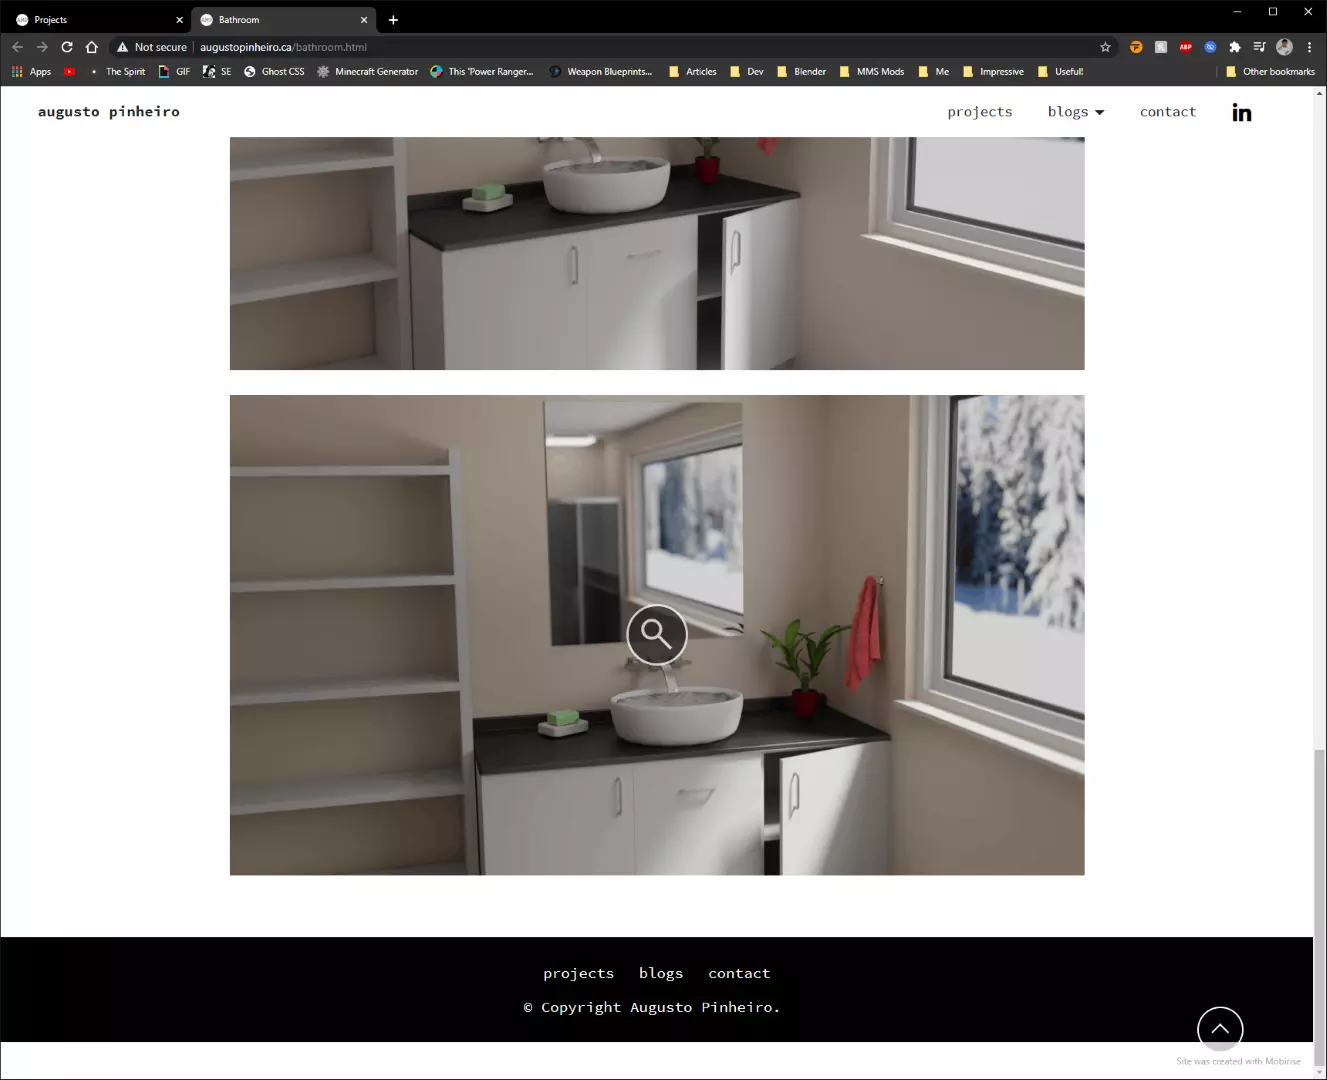 Projects
Bathroom
Not secure
augustopinheiro.ca/bathroom.html
ABP
Apps
The Spirit
GIF
SE
Ghost CSS
Minecraft Generator
This "Power Ranger...
Weapon Blueprints...
Articles
Dev
Blender
MMS Mods
Me
Impressive
Useful!
Other bookmarks
augusto pinheiro
projects
blogs
contact
in
projects blogs contact
© Copyright Augusto Pinheiro.
Site was created with Mobirise